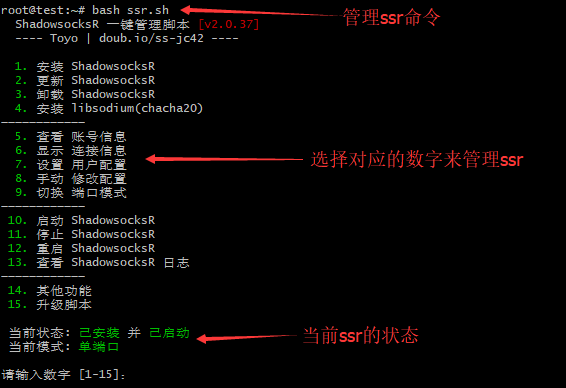 root@test:~# bash ssr.sh
管理ssr命令
ShadowsocksR 一键管理脚本 [v2.0.37]
---- Toyo | doub.io/ss-jc42 ----
1. 安装 ShadowsocksR
2. 更新 ShadowsocksR
3. 卸载 ShadowsocksR
4. 安装 libsodium(chacha20)
————————————
5. 查看 账号信息
6. 显示 连接信息
7. 设置 用户配置
选择对应的数字来管理ssr
8. 手动 修改配置
9. 切换 端口模式
————————————
10. 启动 ShadowsocksR
11. 停止 ShadowsocksR
12. 重启 ShadowsocksR
13. 查看 ShadowsocksR 日志
————————————
14. 其他功能
15. 升级脚本
当前状态: 已安装 并 已启动
当前ssr的状态
当前模式: 单端口
请输入数字 [1-15]: